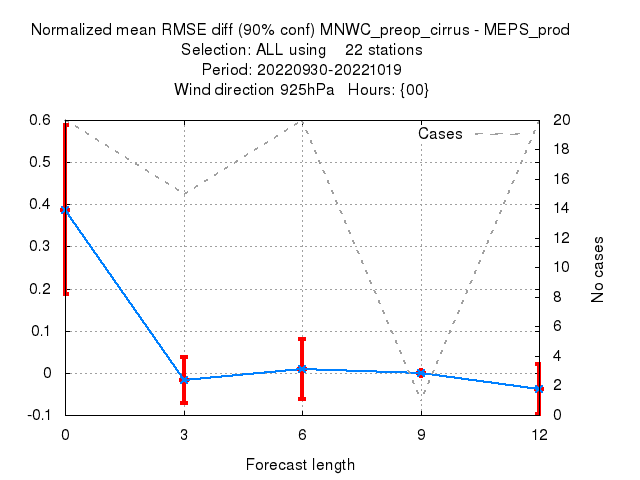 Normalized mean RMSE diff (90% conf) MNWC_preop_cirrus - MEPS_prod
Selection: ALL using 22 stations
Period: 20220930-20221019
Wind direction 925hPa Hours: {00}
Cases
0.6
0.5
0.4
0.3
0.2
0.1
0
-0.1
20
18
16
14
12
10
8
6
4
2
0
No cases
0 3 6 9 12
Forecast length